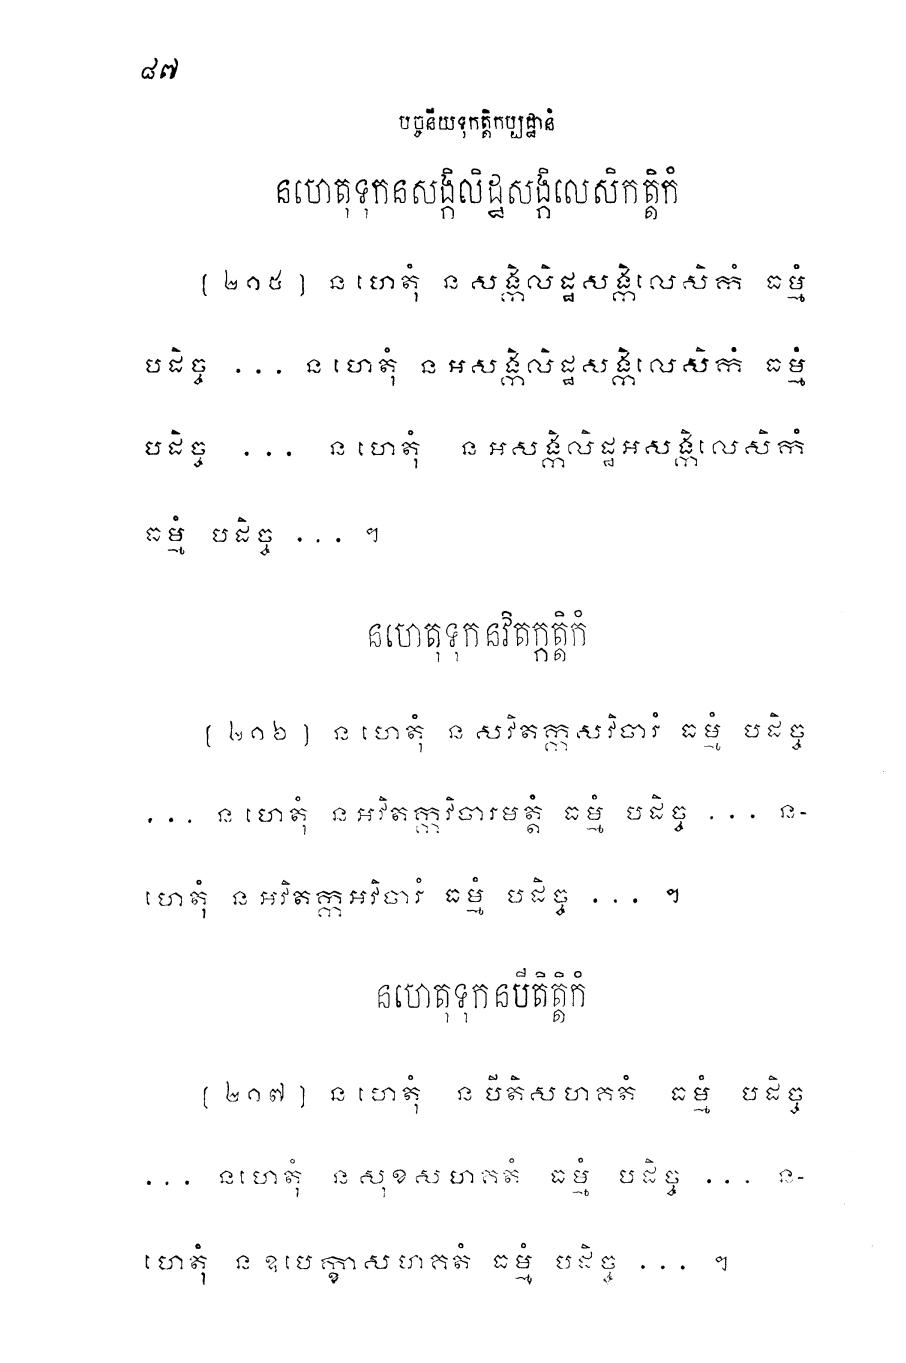 ៨៧
បច្ចនីយទុកត្តិកប្បដ្ឋានំ
នហេតុទុកនសង្កិលិដ្ឋសង្កិលេសិកត្តិកំ
[ ២១៥ ] ន ហេតុំ ន សង្កិលិដ្ឋសង្កិលេសិកំ ធម្មំ
បដិច្ច ... ន ហេតុំ ន អសង្កិលិដ្ឋសង្កិលេសិកំ ធម្មំ
បដិច្ច ... ន ហេតុំ ន អសង្កិលិដ្ឋអសង្កិលេសិកំ
ធម្មំ បដិច្ច ... ។
នហេតុទុកនវិតក្កត្តិកំ
[ ២១៦ ] ន ហេតុំ ន សវិតក្កសវិចារំ ធម្មំ បដិច្ច
... ន ហេតុំ ន អវិតក្កវិចារមត្តំ ធម្មំ បដិច្ច ... ន-
ហេតុំ ន អវិតក្កអវិចារំ ធម្មំ បដិច្ច ... ។
នហេតុទុកនបីតិត្តិកំ
[ ២១៧ ] ន ហេតុំ ន បីតិសហគតំ ធម្មំ បដិច្ច
... នហេតុំ ន សុខសហគតំ ធម្មំ បដិច្ច ... ន-
ហេតុំ ន ឧបេក្ខាសហគតំ ធម្មំ បដិច្ច ... ។